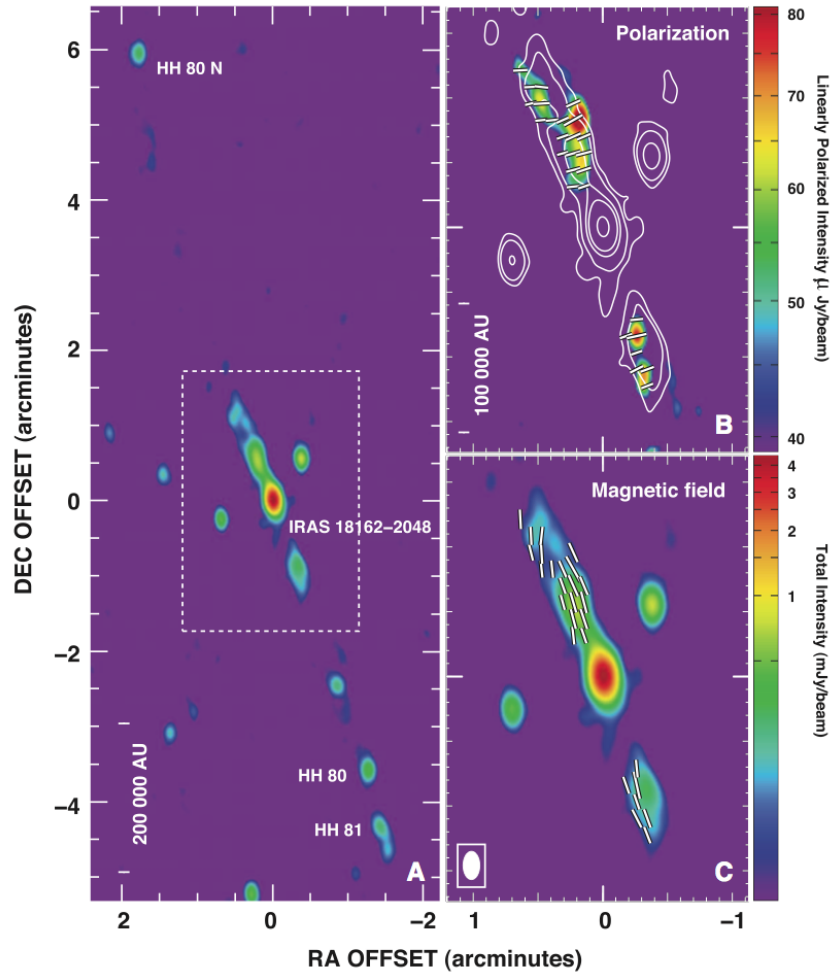 6
4
2
0
−2
−4
2
0
−2
DEC OFFSET (arcminutes)
HH 80 N
IRAS 18162−2048
HH 80
HH 81
200 000 AU
A
Polarization
100 000 AU
B
80
70
60
50
40
Linearly Polarized Intensity (μ Jy/beam)
Magnetic field
C
1
0
−1
4
3
2
1
Total Intensity (mJy/beam)
RA OFFSET (arcminutes)